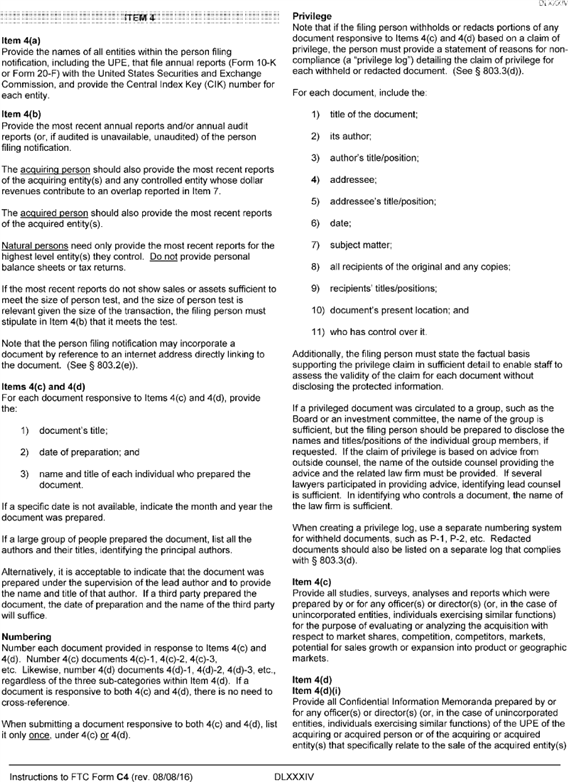 DLXXXIV
ITEM 4
Item 4(a)
Provide the names of all entities within the person filing
notification, including the UPE, that file annual reports (Form 10-K
or Form 20-F) with the United States Securities and Exchange
Commission, and provide the Central Index Key (CIK) number for
each entity.
Item 4(b)
Provide the most recent annual reports and/or annual audit
reports (or, if audited is unavailable, unaudited) of the person
filing notification.
The acquiring person should also provide the most recent reports
of the acquiring entity(s) and any controlled entity whose dollar
revenues contribute to an overlap reported in Item 7.
The acquired person should also provide the most recent reports
of the acquired entity(s).
Natural persons need only provide the most recent reports for the
highest level entity(s) they control. Do not provide personal
balance sheets or tax returns.
If the most recent reports do not show sales or assets sufficient to
meet the size of person test, and the size of person test is
relevant given the size of the transaction, the filing person must
stipulate in Item 4(b) that it meets the test.
Note that the person filing notification may incorporate a
document by reference to an internet address directly linking to
the document. (See § 803.2(e)).
Items 4(c) and 4(d)
For each document responsive to Items 4(c) and 4(d), provide
the:
1) document's title;
2) date of preparation; and
3) name and title of each individual who prepared the
document.
If a specific date is not available, indicate the month and year the
document was prepared.
If a large group of people prepared the document, list all the
authors and their titles, identifying the principal authors.
Alternatively, it is acceptable to indicate that the document was
prepared under the supervision of the lead author and to provide
the name and title of that author. If a third party prepared the
document, the date of preparation and the name of the third party
will suffice.
Numbering
Number each document provided in response to Items 4(c) and
4(d). Number 4(c) documents 4(c)-1, 4(c)-2, 4(c)-3,
etc. Likewise, number 4(d) documents 4(d)-1, 4(d)-2, 4(d)-3, etc.,
regardless of the three sub-categories within Item 4(d). If a
document is responsive to both 4(c) and 4(d), there is no need to
cross-reference.
When submitting a document responsive to both 4(c) and 4(d), list
it only once, under 4(c) or 4(d).
Privilege
Note that if the filing person withholds or redacts portions of any
document responsive to Items 4(c) and 4(d) based on a claim of
privilege, the person must provide a statement of reasons for non-
compliance (a “privilege log”) detailing the claim of privilege for
each withheld or redacted document. (See § 803.3(d)).
For each document, include the:
1) title of the document;
2) its author;
3) author's title/position;
4) addressee;
5) addressee's title/position;
6) date;
7) subject matter;
8) all recipients of the original and any copies;
9) recipients' titles/positions;
10) document's present location; and
11) who has control over it.
Additionally, the filing person must state the factual basis
supporting the privilege claim in sufficient detail to enable staff to
assess the validity of the claim for each document without
disclosing the protected information.
If a privileged document was circulated to a group, such as the
Board or an investment committee, the name of the group is
sufficient, but the filing person should be prepared to disclose the
names and titles/positions of the individual group members, if
requested. If the claim of privilege is based on advice from
outside counsel, the name of the outside counsel providing the
advice and the related law firm must be provided. If several
lawyers participated in providing advice, identifying lead counsel
is sufficient. In identifying who controls a document, the name of
the law firm is sufficient.
When creating a privilege log, use a separate numbering system
for withheld documents, such as P-1, P-2, etc. Redacted
documents should also be listed on a separate log that complies
with § 803.3(d).
Item 4(c)
Provide all studies, surveys, analyses and reports which were
prepared by or for any officer(s) or director(s) (or, in the case of
unincorporated entities, individuals exercising similar functions)
for the purpose of evaluating or analyzing the acquisition with
respect to market shares, competition, competitors, markets,
potential for sales growth or expansion into product or geographic
markets.
Item 4(d)
Item 4(d)(i)
Provide all Confidential Information Memoranda prepared by or
for any officer(s) or director(s) (or, in the case of unincorporated
entities, individuals exercising similar functions) of the UPE of the
acquiring or acquired person or of the acquiring or acquired
entity(s) that specifically relate to the sale of the acquired entity(s)
Instructions to FTC Form C4 (rev. 08/08/16)
DLXXXIV